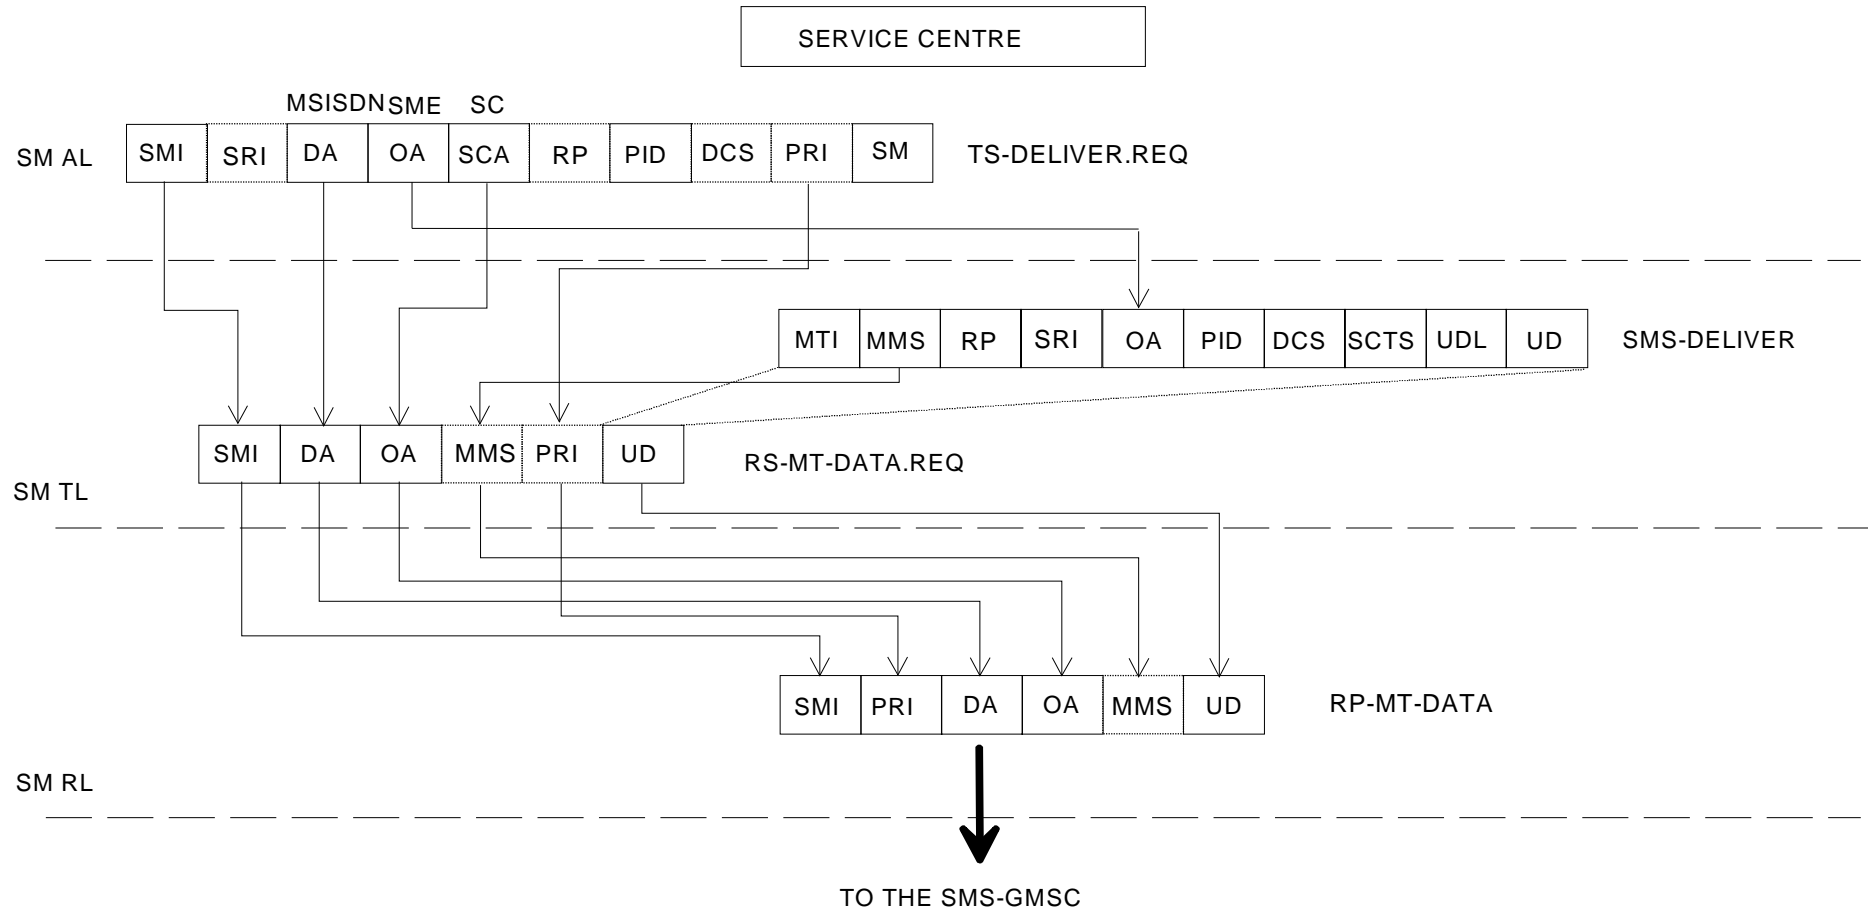 SERVICE CENTRE
MSISDN SME SC
SM AL SMI SRI DA OA SCA RP PID DCS PRI SM TS-DELIVER.REQ
MTI MMS RP SRI OA PID DCS SCTS UDL UD SMS-DELIVER
SMI DA OA MMS PRI UD RS-MT-DATA.REQ
SM TL
SMI PRI DA OA MMS UD RP-MT-DATA
SM RL
TO THE SMS-GMSC